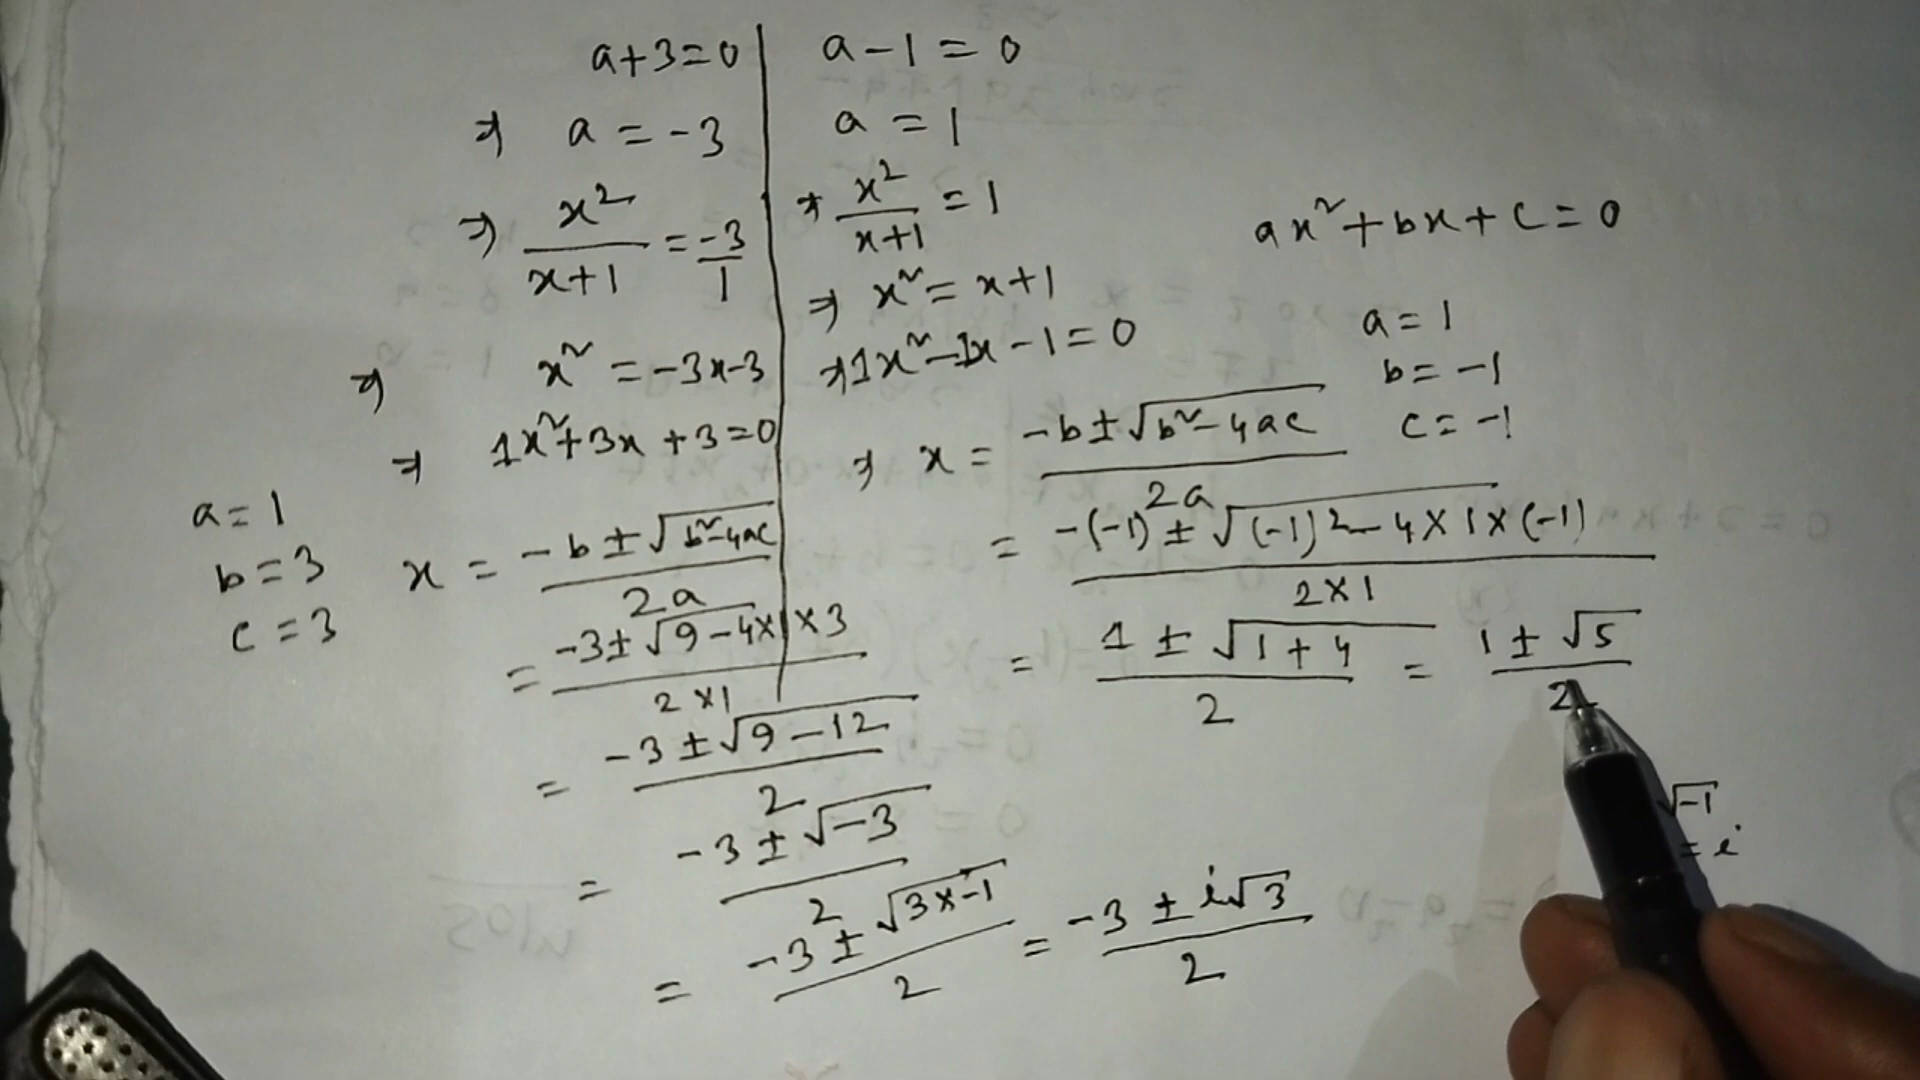 a+3=0
⇒ a = -3
⇒ x²/(x+1) = -3/1
⇒ x² = -3x-3
⇒ 1x²+3x+3=0
a=1
b=3
c=3
x = (-b±√(b²-4ac))/2a
= (-3±√(9-4×1×3))/(2×1)
= (-3±√(9-12))/2
= (-3±√-3)/2
= (-3±√(3×-1))/2 = (-3±i√3)/2
a-1=0
a=1
⇒ x²/(x+1) = 1
⇒ x² = x+1
⇒ 1x²-1x-1=0
ax²+bx+c=0
a=1
b=-1
c=-1
⇒ x = (-b±√(b²-4ac))/2a
= (-(-1)±√((-1)²-4×1×(-1)))/(2×1)
= (1±√(1+4))/2 = (1±√5)/2
√-1
= i